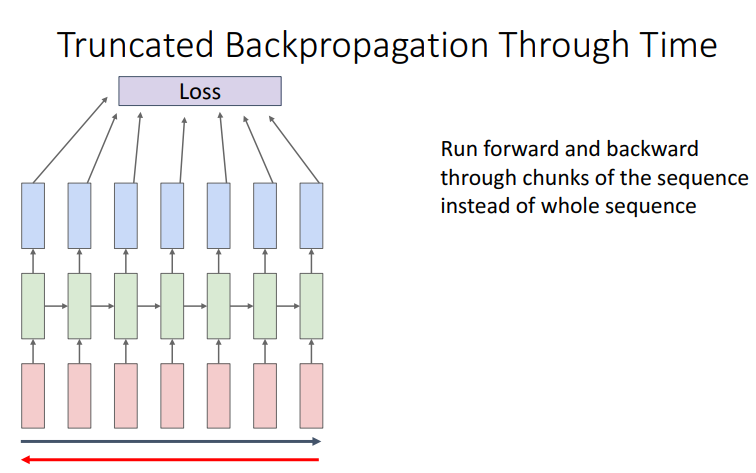 Truncated Backpropagation Through Time
Loss
Run forward and backward
through chunks of the sequence
instead of whole sequence